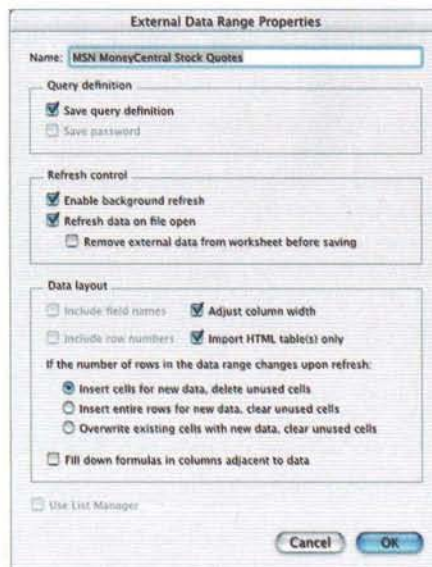 External Data Range Properties
Name: MSN MoneyCentral Stock Quotes
Query definition
Save query definition
Save password
Refresh control
Enable background refresh
Refresh data on file open
Remove external data from worksheet before saving
Data layout
Include field names Adjust column width
Include row numbers Import HTML table(s) only
If the number of rows in the data range changes upon refresh:
Insert cells for new data, delete unused cells
Insert entire rows for new data, clear unused cells
Overwrite existing cells with new data, clear unused cells
Fill down formulas in columns adjacent to data
Use List Manager
Cancel OK